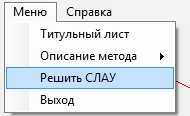 Меню Справка
Титульный лист
Описание метода
Решить СЛАУ
Выход